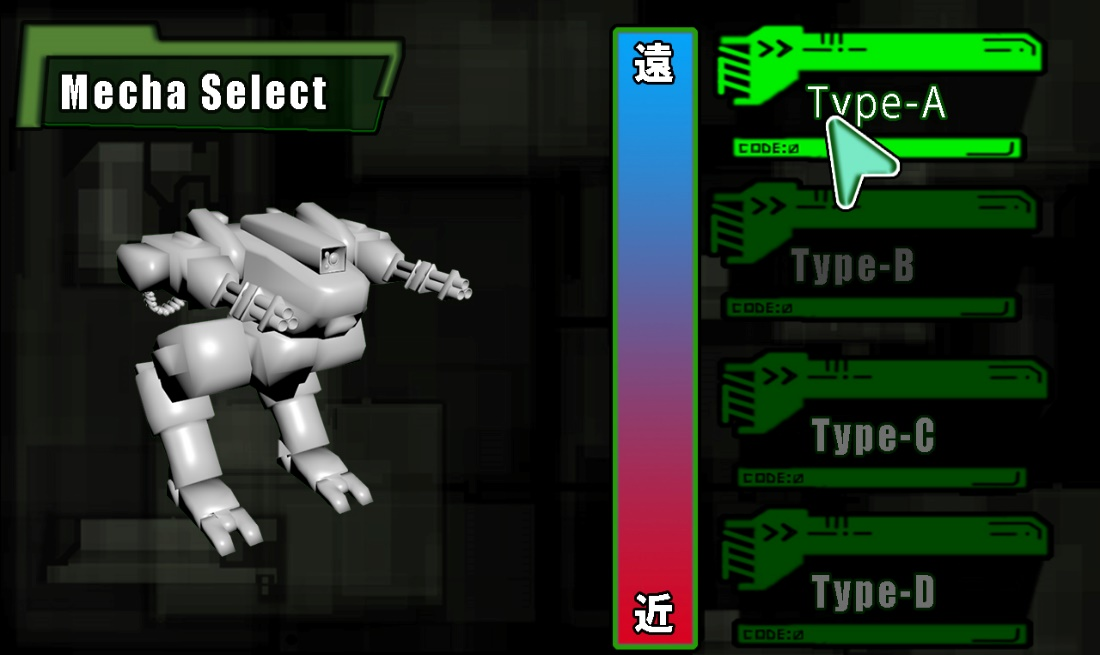 Mecha Select
遠
近
Type-A
CODE:0
Type-B
CODE:0
Type-C
CODE:0
Type-D
CODE:0